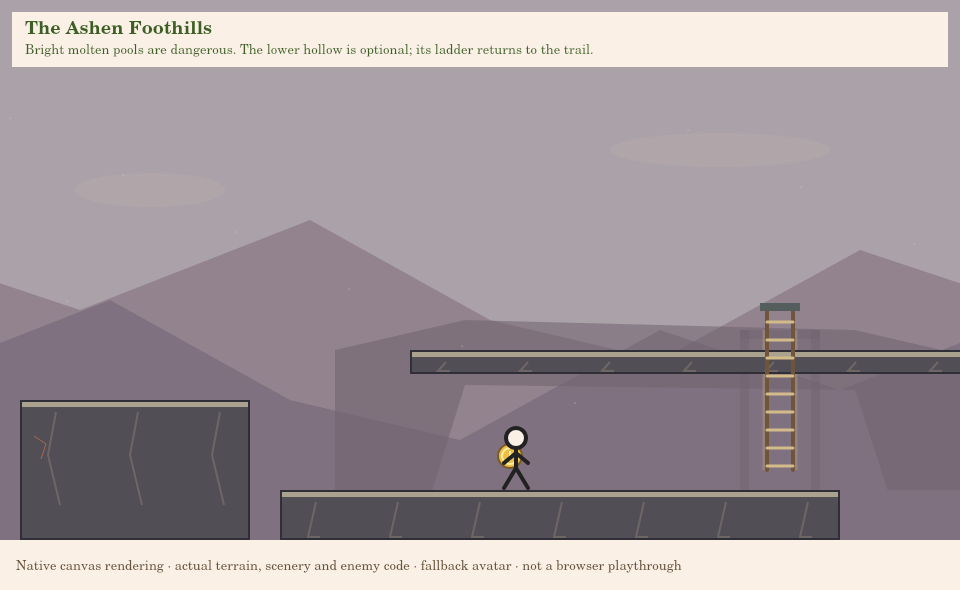 The Ashen Foothills
Bright molten pools are dangerous. The lower hollow is optional; its ladder returns to the trail.
Native canvas rendering · actual terrain, scenery and enemy code · fallback avatar · not a browser playthrough